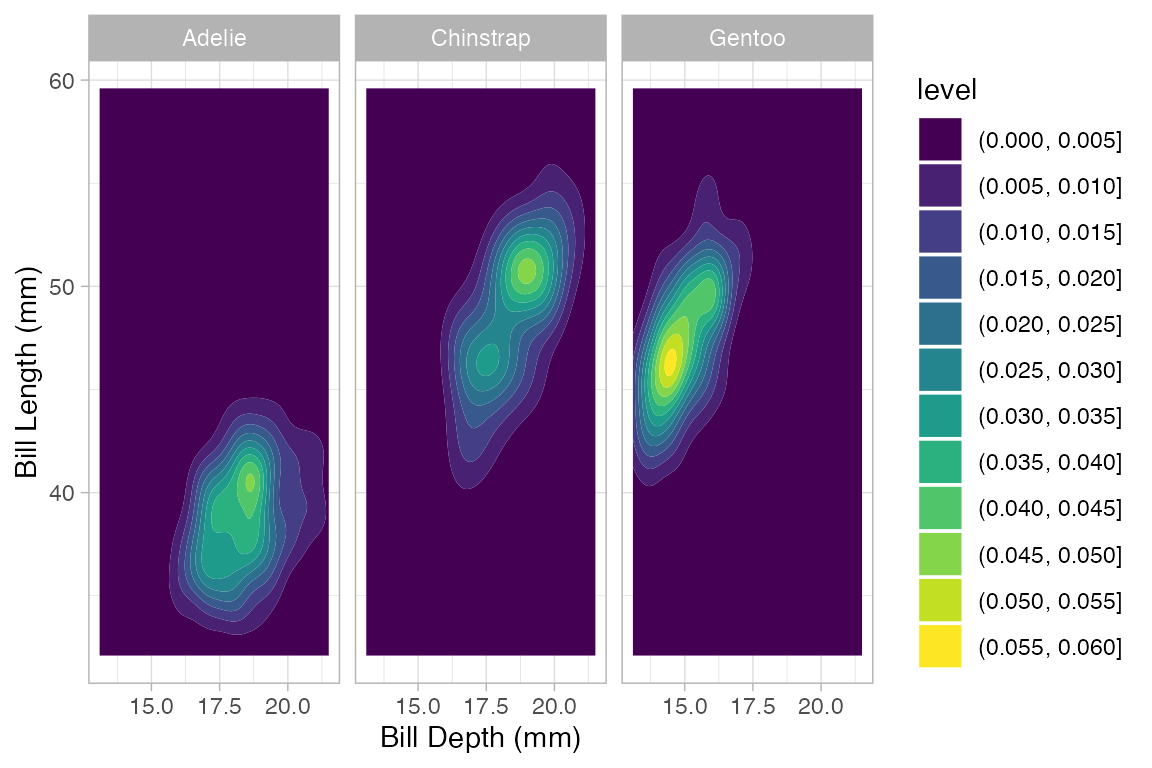 Adelie
Chinstrap
Gentoo
60
50
40
Bill Length (mm)
15.0 17.5 20.0
15.0 17.5 20.0
15.0 17.5 20.0
Bill Depth (mm)
level
(0.000, 0.005]
(0.005, 0.010]
(0.010, 0.015]
(0.015, 0.020]
(0.020, 0.025]
(0.025, 0.030]
(0.030, 0.035]
(0.035, 0.040]
(0.040, 0.045]
(0.045, 0.050]
(0.050, 0.055]
(0.055, 0.060]